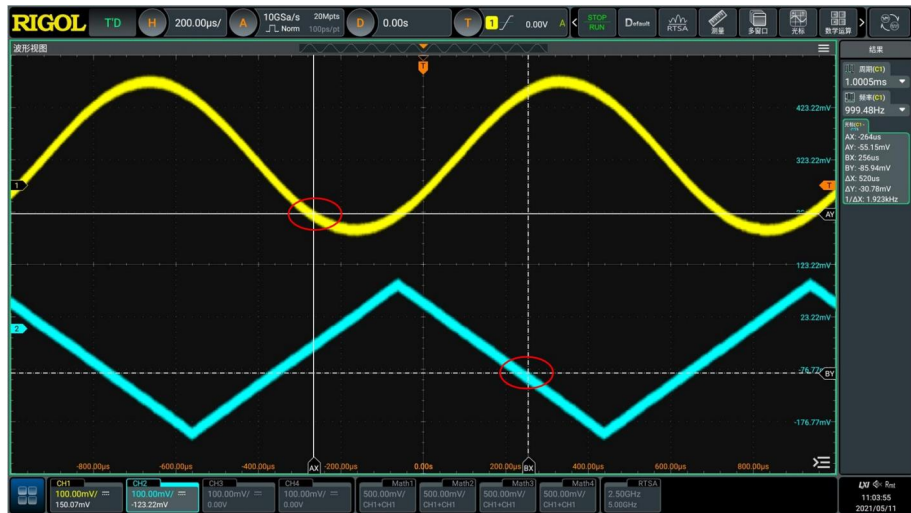 RIGOL T'D H 200.00μs/ A 10GSa/s 20Mpts D 0.00s T 1 0.00V A STOP Default RTSA 测量 多窗口 光标 数学运算
Norm 100ps/pt RUN
波形视图
结果
T
周期(C1)
1.0005ms
频率(C1)
999.48Hz
AX: -264us
AY: -55.15mV
BX: 256us
BY: -85.94mV
ΔX: 520us
ΔY: -30.78mV
1/ΔX: 1.923kHz
423.22mV
323.22mV
1
T
AY
123.22mV
2
23.22mV
BY
-176.77mV
-800.00μs -600.00μs -400.00μs -200.00μs 0.00s 200.00μs 400.00μs 600.00μs 800.00μs
AX BX
CH1 CH2 CH3 CH4 Math1 Math2 Math3 Math4 RTSA
100.00mV/ 100.00mV/ 100.00mV/ 100.00mV/ 500.00mV/ 500.00mV/ 500.00mV/ 500.00mV/ 2.50GHz
150.07mV -123.22mV 0.00V 0.00V CH1+CH1 CH1+CH1 CH1+CH1 CH1+CH1 5.00GHz
LXI Rmt
11:03:55
2021/05/11